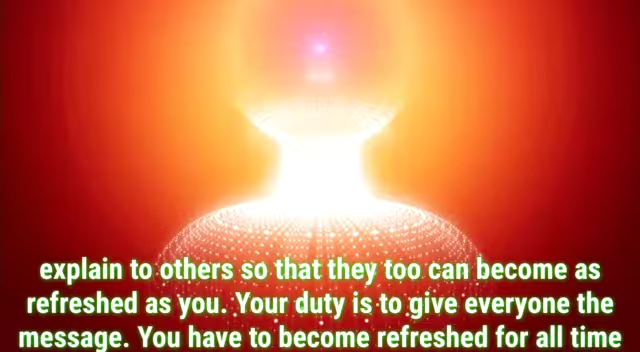 explain to others so that they too can become as
refreshed as you. Your duty is to give everyone the
message. You have to become refreshed for all time